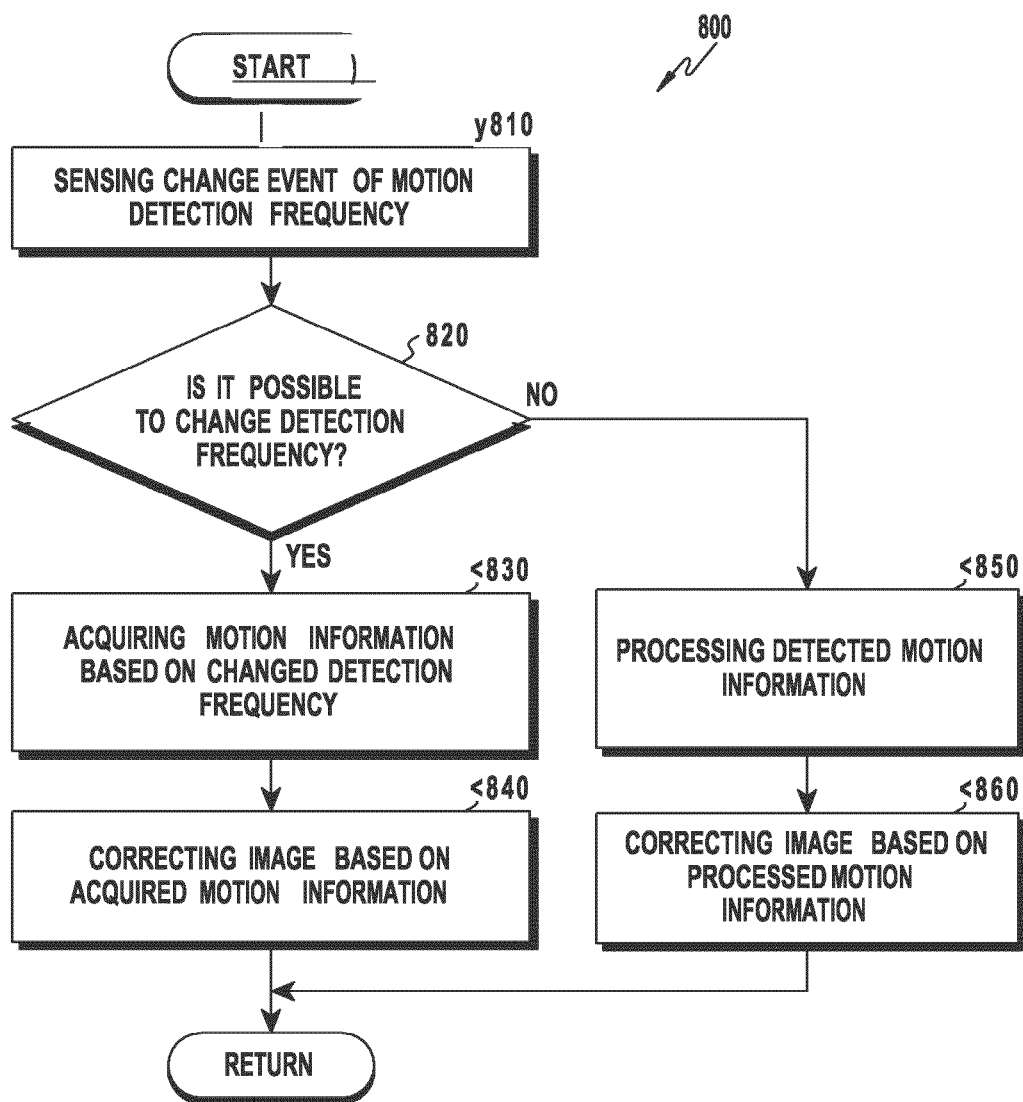 800
START
y810
SENSING CHANGE EVENT OF MOTION
DETECTION FREQUENCY
820
IS IT POSSIBLE
TO CHANGE DETECTION
FREQUENCY?
NO
YES
<830
ACQUIRING MOTION INFORMATION
BASED ON CHANGED DETECTION
FREQUENCY
<850
PROCESSING DETECTED MOTION
INFORMATION
<840
CORRECTING IMAGE BASED ON
ACQUIRED MOTION INFORMATION
<860
CORRECTING IMAGE BASED ON
PROCESSED MOTION
INFORMATION
RETURN